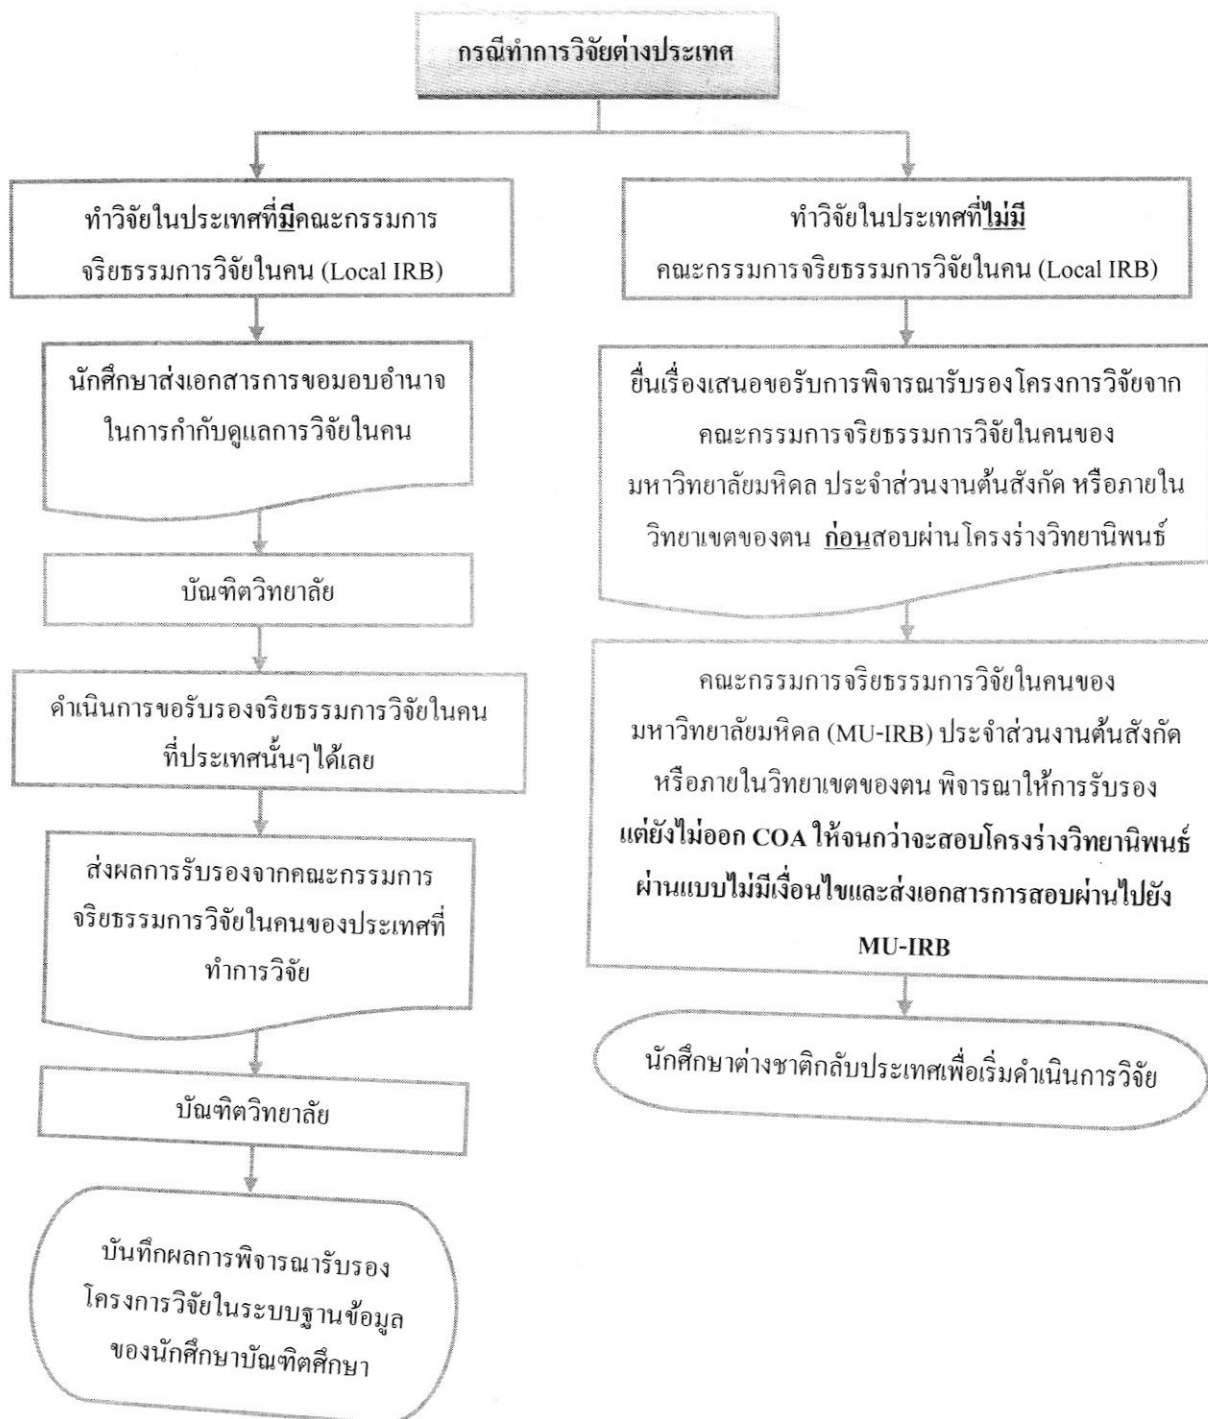 กรณีทำการวิจัยต่างประเทศ
ทำวิจัยในประเทศที่มีคณะกรรมการ
จริยธรรมการวิจัยในคน (Local IRB)
นักศึกษาส่งเอกสารการขอมอบอำนาจ
ในการกำกับดูแลการวิจัยในคน
บัณฑิตวิทยาลัย
ดำเนินการขอรับรองจริยธรรมการวิจัยในคน
ที่ประเทศนั้นๆได้เลย
ส่งผลการรับรองจากคณะกรรมการ
จริยธรรมการวิจัยในคนของประเทศที่
ทำการวิจัย
บัณฑิตวิทยาลัย
บันทึกผลการพิจารณารับรอง
โครงการวิจัยในระบบฐานข้อมูล
ของนักศึกษาบัณฑิตศึกษา
ทำวิจัยในประเทศที่ไม่มี
คณะกรรมการจริยธรรมการวิจัยในคน (Local IRB)
ยื่นเรื่องเสนอขอรับการพิจารณารับรองโครงการวิจัยจาก
คณะกรรมการจริยธรรมการวิจัยในคนของ
มหาวิทยาลัยมหิดล ประจำส่วนงานต้นสังกัด หรือภายใน
วิทยาเขตของตน ก่อนสอบผ่านโครงร่างวิทยานิพนธ์
คณะกรรมการจริยธรรมการวิจัยในคนของ
มหาวิทยาลัยมหิดล (MU-IRB) ประจำส่วนงานต้นสังกัด
หรือภายในวิทยาเขตของตน พิจารณาให้การรับรอง
แต่ยังไม่ออก COA ให้จนกว่าจะสอบโครงร่างวิทยานิพนธ์
ผ่านแบบไม่มีเงื่อนไขและส่งเอกสารการสอบผ่านไปยัง
MU-IRB
นักศึกษาต่างชาติกลับประเทศเพื่อเริ่มดำเนินการวิจัย